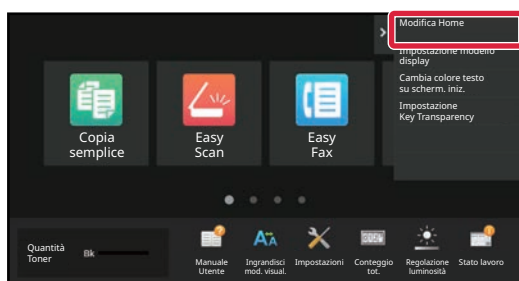 Modifica Home
Impostazione modello
display
Cambia colore testo
su scherm. iniz.
Impostazione
Key Transparency
Copia
semplice
Easy
Scan
Easy
Fax
Quantità
Toner
Bk
Manuale
Utente
Ingrandisci
mod. visual.
Impostazioni
Conteggio
tot.
Regolazione
luminosità
Stato lavoro